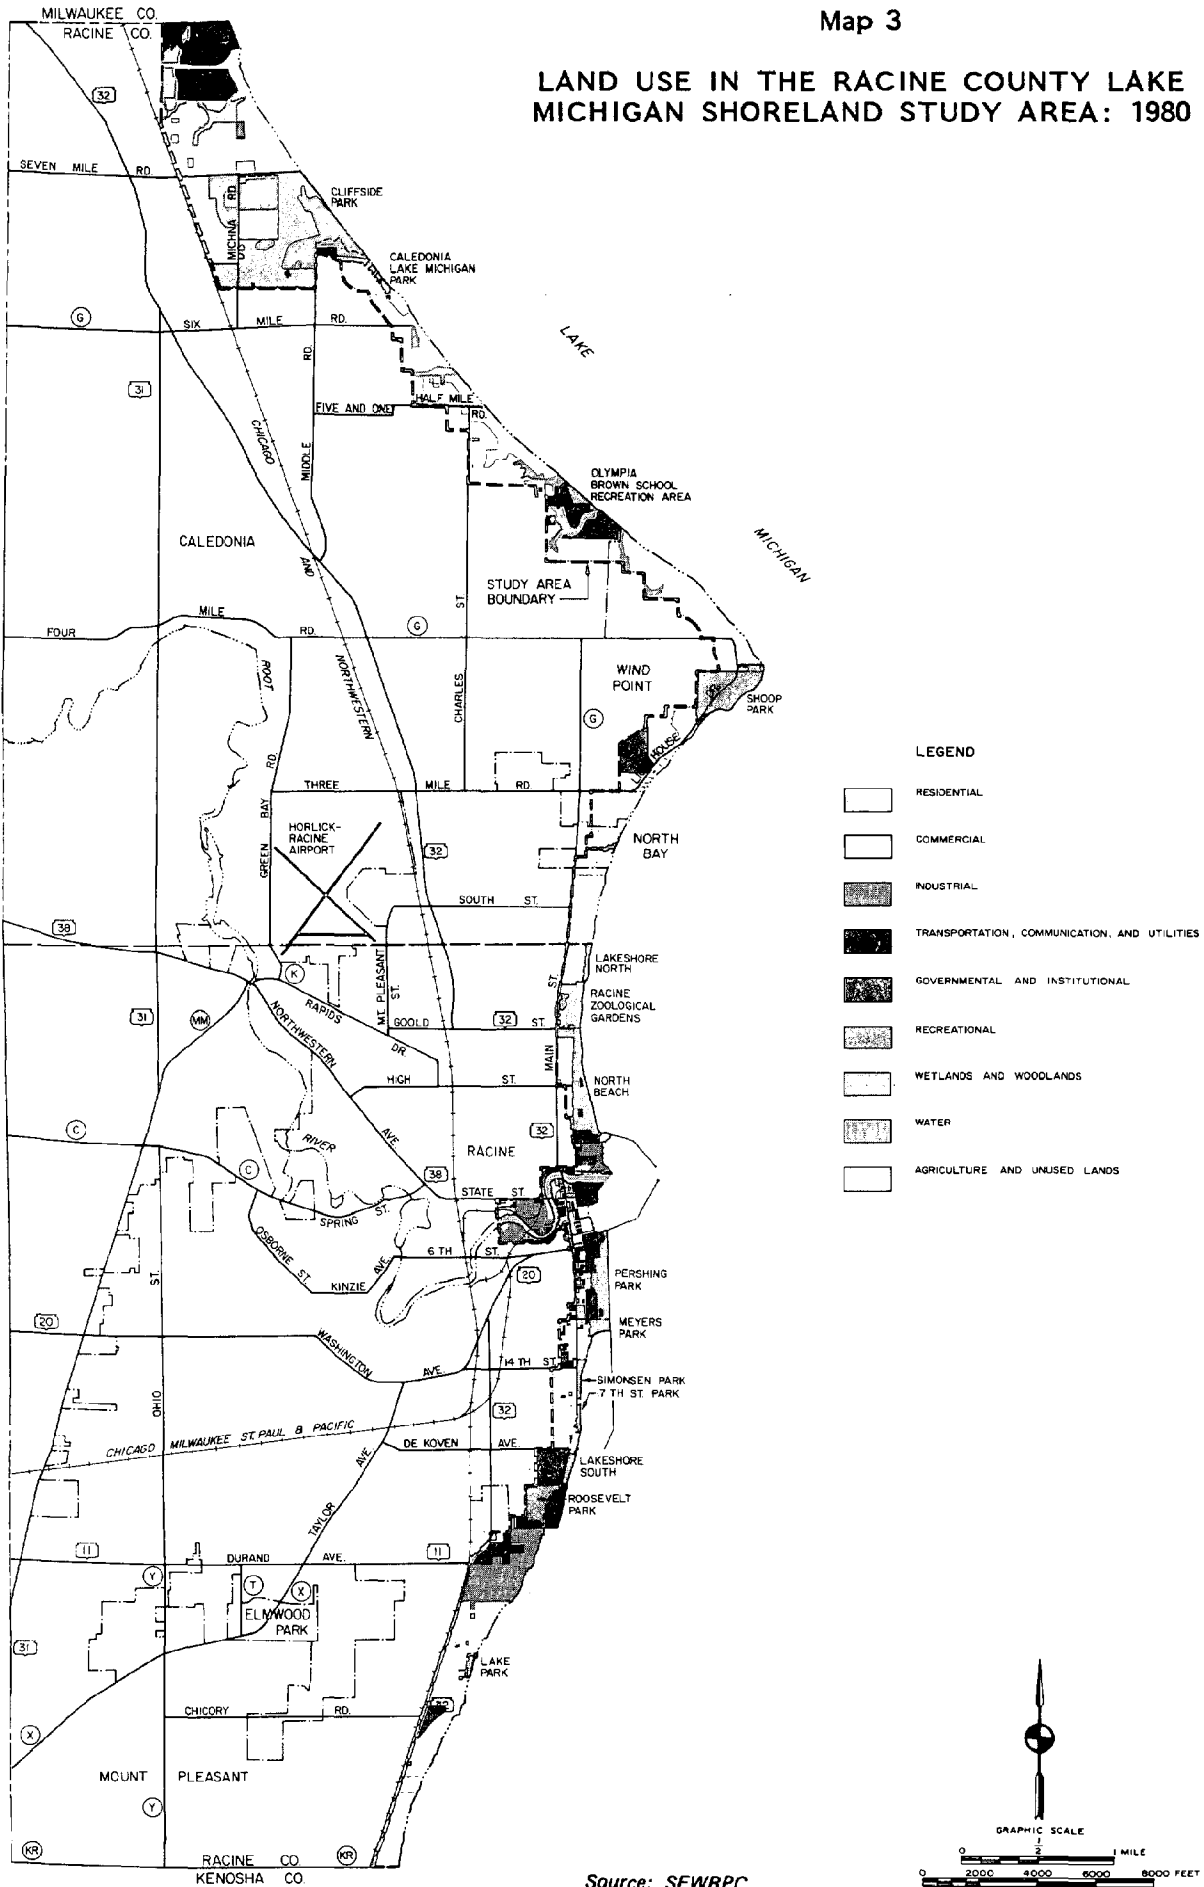 Map 3
LAND USE IN THE RACINE COUNTY LAKE
MICHIGAN SHORELAND STUDY AREA: 1980
MILWAUKEE CO.
RACINE CO.
32
SEVEN MILE RD.
MICHNA RD
CLIFFSIDE
PARK
CALEDONIA
LAKE MICHIGAN
PARK
G
SIX MILE RD.
LAKE
31
MIDDLE RD.
FIVE AND ONE HALF MILE RD.
CHICAGO AND NORTHWESTERN
OLYMPIA
BROWN SCHOOL
RECREATION AREA
MICHIGAN
CALEDONIA
STUDY AREA
BOUNDARY
FOUR MILE RD.
G
ROOT
CHARLES ST.
WIND
POINT
SHOOP
PARK
G
LIGHTHOUSE
THREE MILE RD.
GREEN BAY RD.
HORLICK-
RACINE
AIRPORT
32
NORTH
BAY
SOUTH ST.
38
K
MT. PLEASANT ST.
LAKESHORE
NORTH
RACINE
ZOOLOGICAL
GARDENS
31
MM
RAPIDS DR.
NORTHWESTERN AVE.
GOOLD ST.
32
MAIN ST.
HIGH ST.
NORTH
BEACH
C
RIVER
C
RACINE
32
38
STATE ST.
SPRING ST.
OSBORNE ST.
KINZIE AVE.
6 TH ST.
20
OHIO ST.
PERSHING
PARK
20
MEYERS
PARK
WASHINGTON AVE.
14 TH ST.
SIMONSEN PARK
7 TH ST. PARK
32
CHICAGO MILWAUKEE ST. PAUL & PACIFIC
DE KOVEN AVE.
LAKESHORE
SOUTH
TAYLOR AVE.
ROOSEVELT
PARK
11
DURAND AVE.
11
Y
T
X
ELMWOOD
PARK
31
LAKE
PARK
32
CHICORY RD.
X
MOUNT PLEASANT
Y
KR
RACINE CO.
KENOSHA CO.
KR
LEGEND
RESIDENTIAL
COMMERCIAL
INDUSTRIAL
TRANSPORTATION, COMMUNICATION, AND UTILITIES
GOVERNMENTAL AND INSTITUTIONAL
RECREATIONAL
WETLANDS AND WOODLANDS
WATER
AGRICULTURE AND UNUSED LANDS
GRAPHIC SCALE
0 1/2 1 MILE
0 2000 4000 6000 8000 FEET
Source: SEWRPC